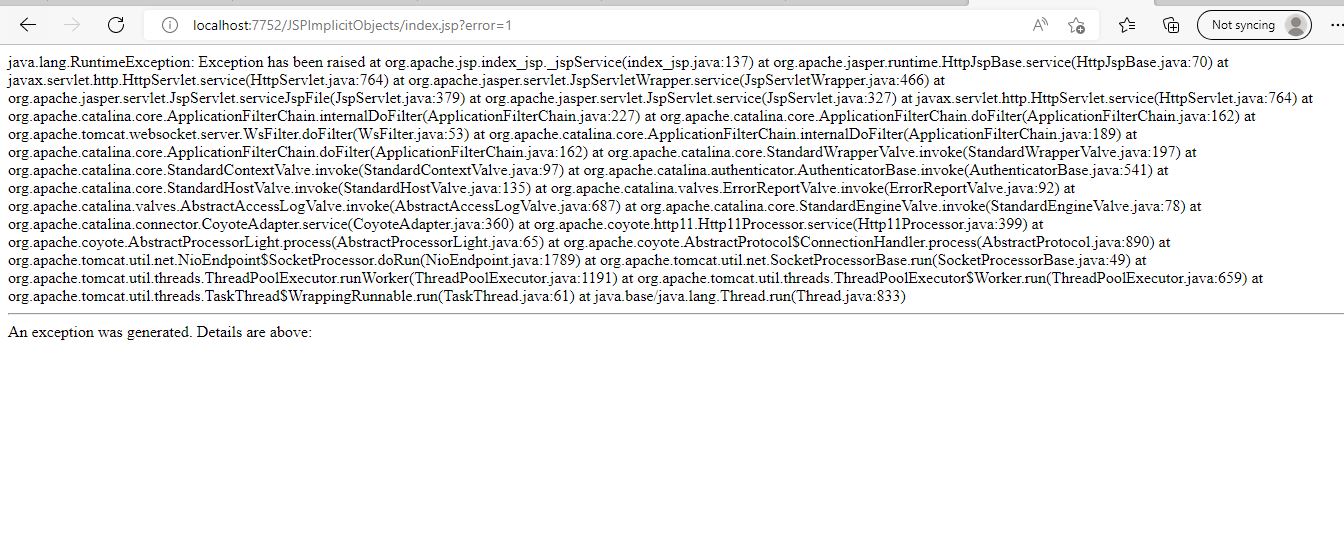 localhost:7752/JSPImplicitObjects/index.jsp?error=1
Not syncing
java.lang.RuntimeException: Exception has been raised at org.apache.jsp.index_jsp._jspService(index_jsp.java:137) at org.apache.jasper.runtime.HttpJspBase.service(HttpJspBase.java:70) at
javax.servlet.http.HttpServlet.service(HttpServlet.java:764) at org.apache.jasper.servlet.JspServletWrapper.service(JspServletWrapper.java:466) at
org.apache.jasper.servlet.JspServlet.serviceJspFile(JspServlet.java:379) at org.apache.jasper.servlet.JspServlet.service(JspServlet.java:327) at javax.servlet.http.HttpServlet.service(HttpServlet.java:764) at
org.apache.catalina.core.ApplicationFilterChain.internalDoFilter(ApplicationFilterChain.java:227) at org.apache.catalina.core.ApplicationFilterChain.doFilter(ApplicationFilterChain.java:162) at
org.apache.tomcat.websocket.server.WsFilter.doFilter(WsFilter.java:53) at org.apache.catalina.core.ApplicationFilterChain.internalDoFilter(ApplicationFilterChain.java:189) at
org.apache.catalina.core.ApplicationFilterChain.doFilter(ApplicationFilterChain.java:162) at org.apache.catalina.core.StandardWrapperValve.invoke(StandardWrapperValve.java:197) at
org.apache.catalina.core.StandardContextValve.invoke(StandardContextValve.java:97) at org.apache.catalina.authenticator.AuthenticatorBase.invoke(AuthenticatorBase.java:541) at
org.apache.catalina.core.StandardHostValve.invoke(StandardHostValve.java:135) at org.apache.catalina.valves.ErrorReportValve.invoke(ErrorReportValve.java:92) at
org.apache.catalina.valves.AbstractAccessLogValve.invoke(AbstractAccessLogValve.java:687) at org.apache.catalina.core.StandardEngineValve.invoke(StandardEngineValve.java:78) at
org.apache.catalina.connector.CoyoteAdapter.service(CoyoteAdapter.java:360) at org.apache.coyote.http11.Http11Processor.service(Http11Processor.java:399) at
org.apache.coyote.AbstractProcessorLight.process(AbstractProcessorLight.java:65) at org.apache.coyote.AbstractProtocol$ConnectionHandler.process(AbstractProtocol.java:890) at
org.apache.tomcat.util.net.NioEndpoint$SocketProcessor.doRun(NioEndpoint.java:1789) at org.apache.tomcat.util.net.SocketProcessorBase.run(SocketProcessorBase.java:49) at
org.apache.tomcat.util.threads.ThreadPoolExecutor.runWorker(ThreadPoolExecutor.java:1191) at org.apache.tomcat.util.threads.ThreadPoolExecutor$Worker.run(ThreadPoolExecutor.java:659) at
org.apache.tomcat.util.threads.TaskThread$WrappingRunnable.run(TaskThread.java:61) at java.base/java.lang.Thread.run(Thread.java:833)
An exception was generated. Details are above: